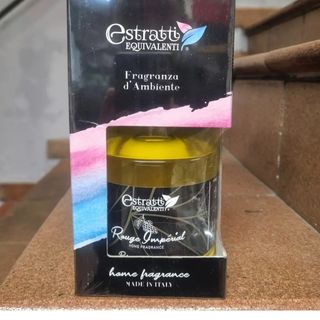 estratti
EQUIVALENTI
Fragranza
d'Ambiente
estratti
EQUIVALENTI
Rouge Impérial
HOME FRAGRANCE
home fragrance
MADE IN ITALY